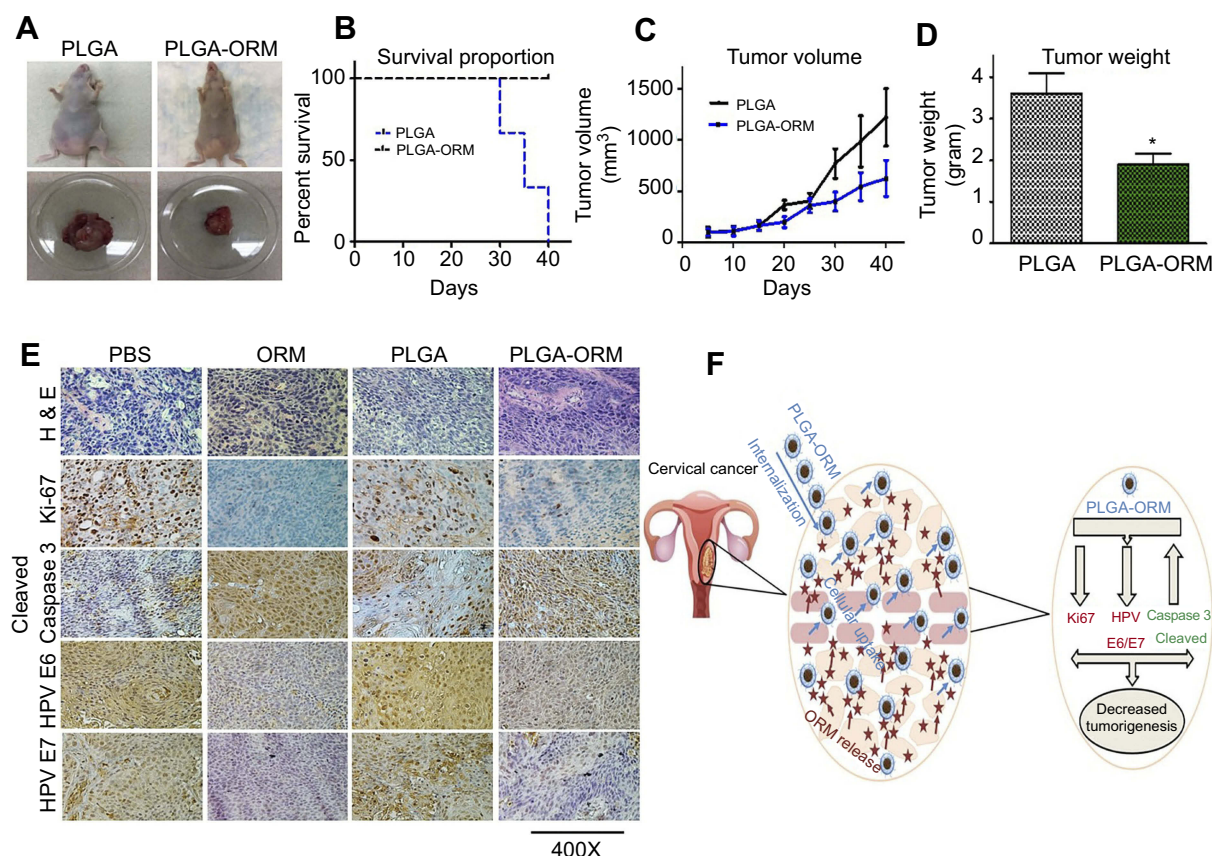 A
PLGA
PLGA-ORM
B
Survival proportion
100
50
0
0
10
20
30
40
Percent survival
Days
PLGA
PLGA-ORM
C
Tumor volume
1500
1000
500
0
0
10
20
30
40
Tumor volume
(mm³)
Days
PLGA
PLGA-ORM
D
Tumor weight
4
3
2
1
0
Tumor weight
(gram)
*
PLGA
PLGA-ORM
E
PBS
ORM
PLGA
PLGA-ORM
H & E
Ki-67
Cleaved
Caspase 3
HPV E6
HPV E7
400X
F
Cervical cancer
PLGA-ORM
Internalization
Cellular uptake
ORM release
PLGA-ORM
Ki67
HPV
E6/E7
Caspase 3
Cleaved
Decreased
tumorigenesis